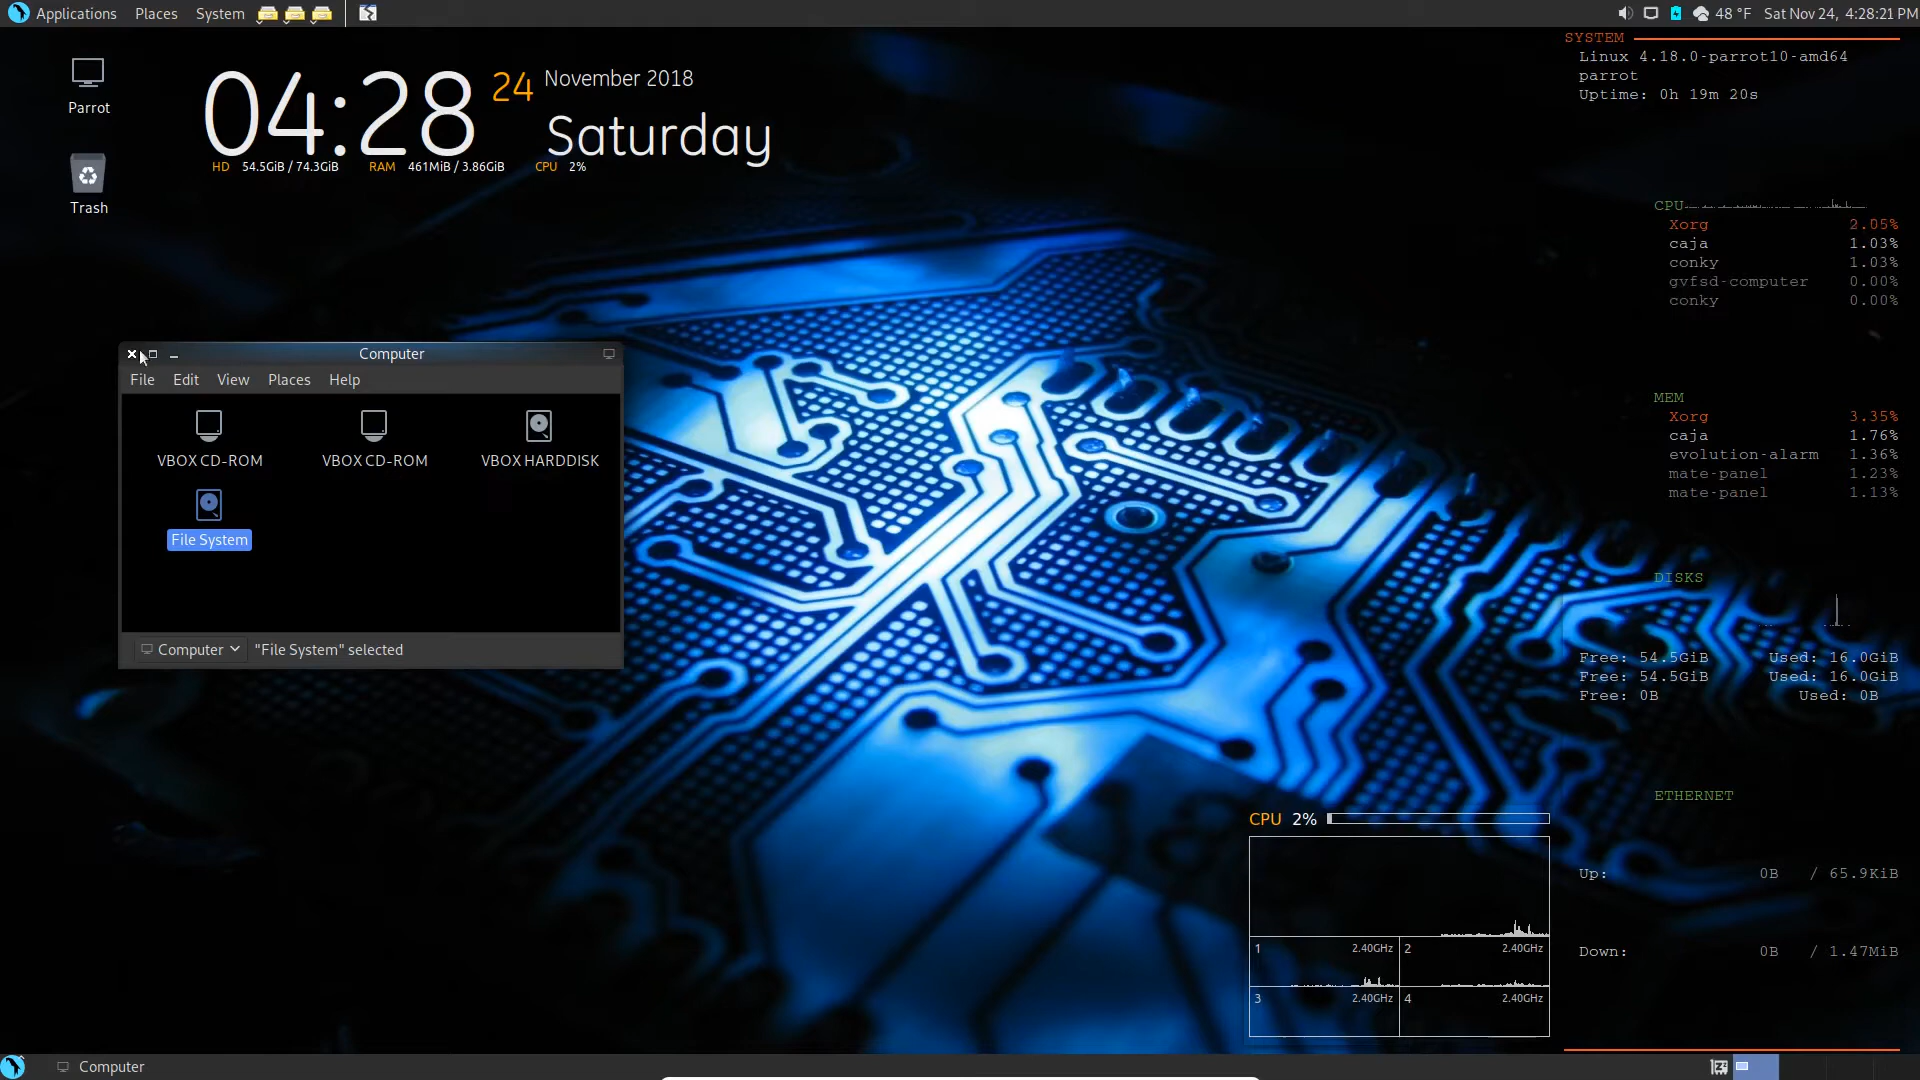 Applications Places System 48 °F Sat Nov 24, 4:28:21 PM
Parrot
Trash
04:28 24 November 2018
Saturday
HD 54.5GiB / 74.3GiB RAM 461MiB / 3.86GiB CPU 2%
SYSTEM
Linux 4.18.0-parrot10-amd64
parrot
Uptime: 0h 19m 20s
CPU
Xorg 2.05%
caja 1.03%
conky 1.03%
gvfsd-computer 0.00%
conky 0.00%
Computer
File Edit View Places Help
VBOX CD-ROM VBOX CD-ROM VBOX HARDDISK
File System
Computer "File System" selected
MEM
Xorg 3.35%
caja 1.76%
evolution-alarm 1.36%
mate-panel 1.23%
mate-panel 1.13%
DISKS
Free: 54.5GiB Used: 16.0GiB
Free: 54.5GiB Used: 16.0GiB
Free: 0B Used: 0B
ETHERNET
Up: 0B / 65.9KiB
Down: 0B / 1.47MiB
CPU 2%
1 2.40GHz 2 2.40GHz
3 2.40GHz 4 2.40GHz
Computer